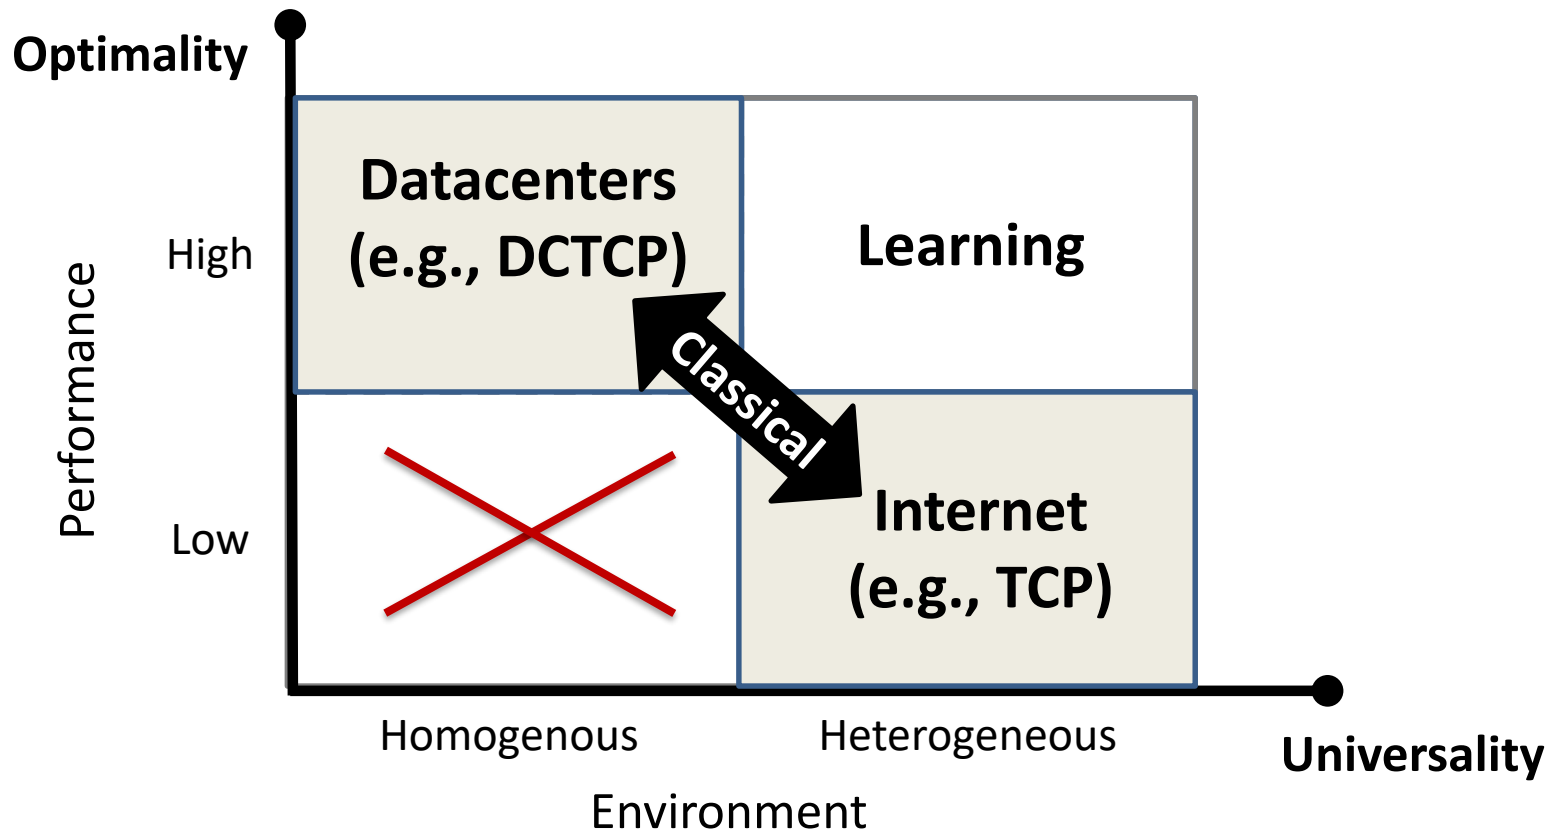 Optimality
Datacenters
(e.g., DCTCP)
Learning
High
Performance
Classical
Low
Internet
(e.g., TCP)
Homogenous
Heterogeneous
Universality
Environment